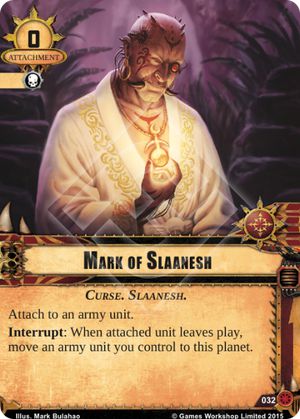 0
ATTACHMENT
MARK OF SLAANESH
CURSE. SLAANESH.
Attach to an army unit.
Interrupt: When attached unit leaves play,
move an army unit you control to this planet.
032
Illus. Mark Bulahao
© Games Workshop Limited 2015